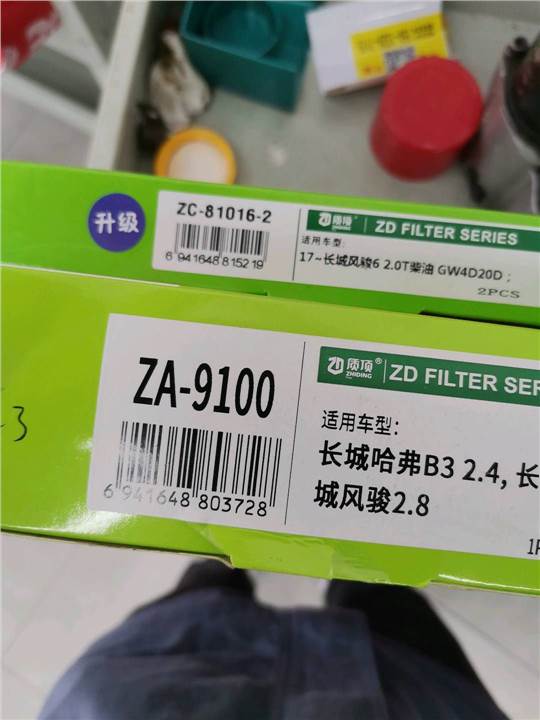 升级
ZC-81016-2
6 941648 815219
ZD 质顶 ® ZD FILTER SERIES
适用车型:
17~长城风骏6 2.0T柴油 GW4D20D ;
2PCS
ZA-9100
6 941648 803728
ZD 质顶 ® ZHIDING ZD FILTER SER
适用车型:
长城哈弗B3 2.4, 长
城风骏2.8